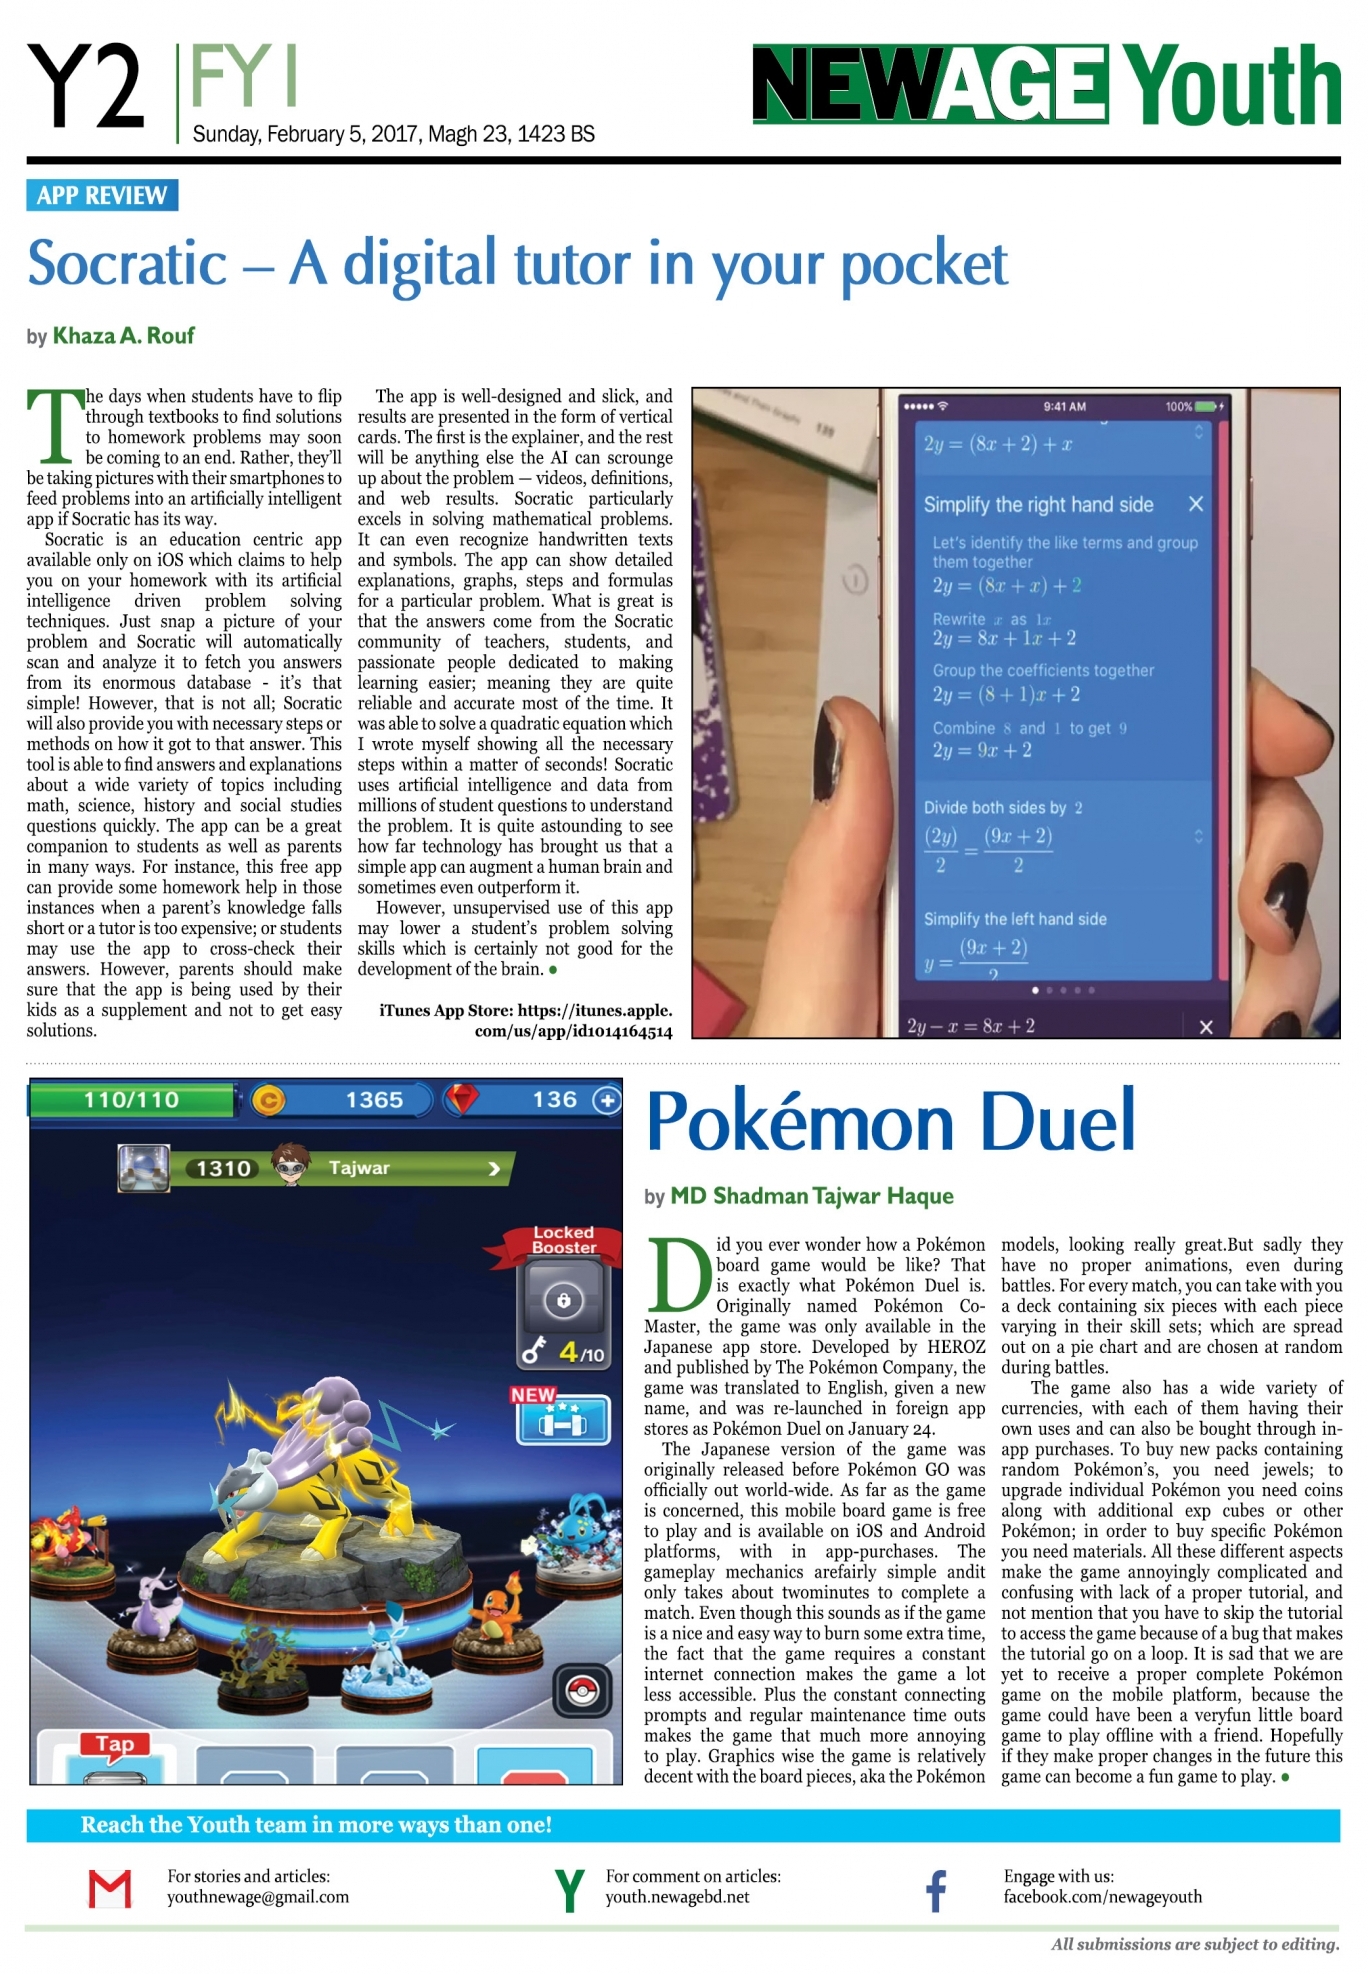 Y2
FYI
Sunday, February 5, 2017, Magh 23, 1423 BS
NEWAGE Youth
APP REVIEW
Socratic – A digital tutor in your pocket
by Khaza A. Rouf
The days when students have to flip
through textbooks to find solutions
to homework problems may soon
be coming to an end. Rather, they'll
be taking pictures with their smartphones to
feed problems into an artificially intelligent
app if Socratic has its way.
Socratic is an education centric app
available only on iOS which claims to help
you on your homework with its artificial
intelligence driven problem solving
techniques. Just snap a picture of your
problem and Socratic will automatically
scan and analyze it to fetch you answers
from its enormous database - it's that
simple! However, that is not all; Socratic
will also provide you with necessary steps or
methods on how it got to that answer. This
tool is able to find answers and explanations
about a wide variety of topics including
math, science, history and social studies
questions quickly. The app can be a great
companion to students as well as parents
in many ways. For instance, this free app
can provide some homework help in those
instances when a parent's knowledge falls
short or a tutor is too expensive; or students
may use the app to cross-check their
answers. However, parents should make
sure that the app is being used by their
kids as a supplement and not to get easy
solutions.
The app is well-designed and slick, and
results are presented in the form of vertical
cards. The first is the explainer, and the rest
will be anything else the AI can scrounge
up about the problem — videos, definitions,
and web results. Socratic particularly
excels in solving mathematical problems.
It can even recognize handwritten texts
and symbols. The app can show detailed
explanations, graphs, steps and formulas
for a particular problem. What is great is
that the answers come from the Socratic
community of teachers, students, and
passionate people dedicated to making
learning easier; meaning they are quite
reliable and accurate most of the time. It
was able to solve a quadratic equation which
I wrote myself showing all the necessary
steps within a matter of seconds! Socratic
uses artificial intelligence and data from
millions of student questions to understand
the problem. It is quite astounding to see
how far technology has brought us that a
simple app can augment a human brain and
sometimes even outperform it.
However, unsupervised use of this app
may lower a student's problem solving
skills which is certainly not good for the
development of the brain. ●
iTunes App Store: https://itunes.apple.
com/us/app/id1014164514
139
9:41 AM
100%
2y = (8x + 2) + x
Simplify the right hand side
Let's identify the like terms and group
them together
2y = (8x + x) + 2
Rewrite x as 1x
2y = 8x + 1x + 2
Group the coefficients together
2y = (8 + 1)x + 2
Combine 8 and 1 to get 9
2y = 9x + 2
Divide both sides by 2
(2y)/2 = (9x + 2)/2
Simplify the left hand side
y = (9x + 2)/2
2y − x = 8x + 2
110/110
1365
136
1310
Tajwar
Locked
Booster
4/10
NEW
Tap
Pokémon Duel
by MD Shadman Tajwar Haque
Did you ever wonder how a Pokémon
board game would be like? That
is exactly what Pokémon Duel is.
Originally named Pokémon Co-
Master, the game was only available in the
Japanese app store. Developed by HEROZ
and published by The Pokémon Company, the
game was translated to English, given a new
name, and was re-launched in foreign app
stores as Pokémon Duel on January 24.
The Japanese version of the game was
originally released before Pokémon GO was
officially out world-wide. As far as the game
is concerned, this mobile board game is free
to play and is available on iOS and Android
platforms, with in app-purchases. The
gameplay mechanics arefairly simple andit
only takes about twominutes to complete a
match. Even though this sounds as if the game
is a nice and easy way to burn some extra time,
the fact that the game requires a constant
internet connection makes the game a lot
less accessible. Plus the constant connecting
prompts and regular maintenance time outs
makes the game that much more annoying
to play. Graphics wise the game is relatively
decent with the board pieces, aka the Pokémon
models, looking really great.But sadly they
have no proper animations, even during
battles. For every match, you can take with you
a deck containing six pieces with each piece
varying in their skill sets; which are spread
out on a pie chart and are chosen at random
during battles.
The game also has a wide variety of
currencies, with each of them having their
own uses and can also be bought through in-
app purchases. To buy new packs containing
random Pokémon's, you need jewels; to
upgrade individual Pokémon you need coins
along with additional exp cubes or other
Pokémon; in order to buy specific Pokémon
you need materials. All these different aspects
make the game annoyingly complicated and
confusing with lack of a proper tutorial, and
not mention that you have to skip the tutorial
to access the game because of a bug that makes
the tutorial go on a loop. It is sad that we are
yet to receive a proper complete Pokémon
game on the mobile platform, because the
game could have been a veryfun little board
game to play offline with a friend. Hopefully
if they make proper changes in the future this
game can become a fun game to play. ●
Reach the Youth team in more ways than one!
For stories and articles:
youthnewage@gmail.com
For comment on articles:
youth.newagebd.net
Engage with us:
facebook.com/newageyouth
All submissions are subject to editing.